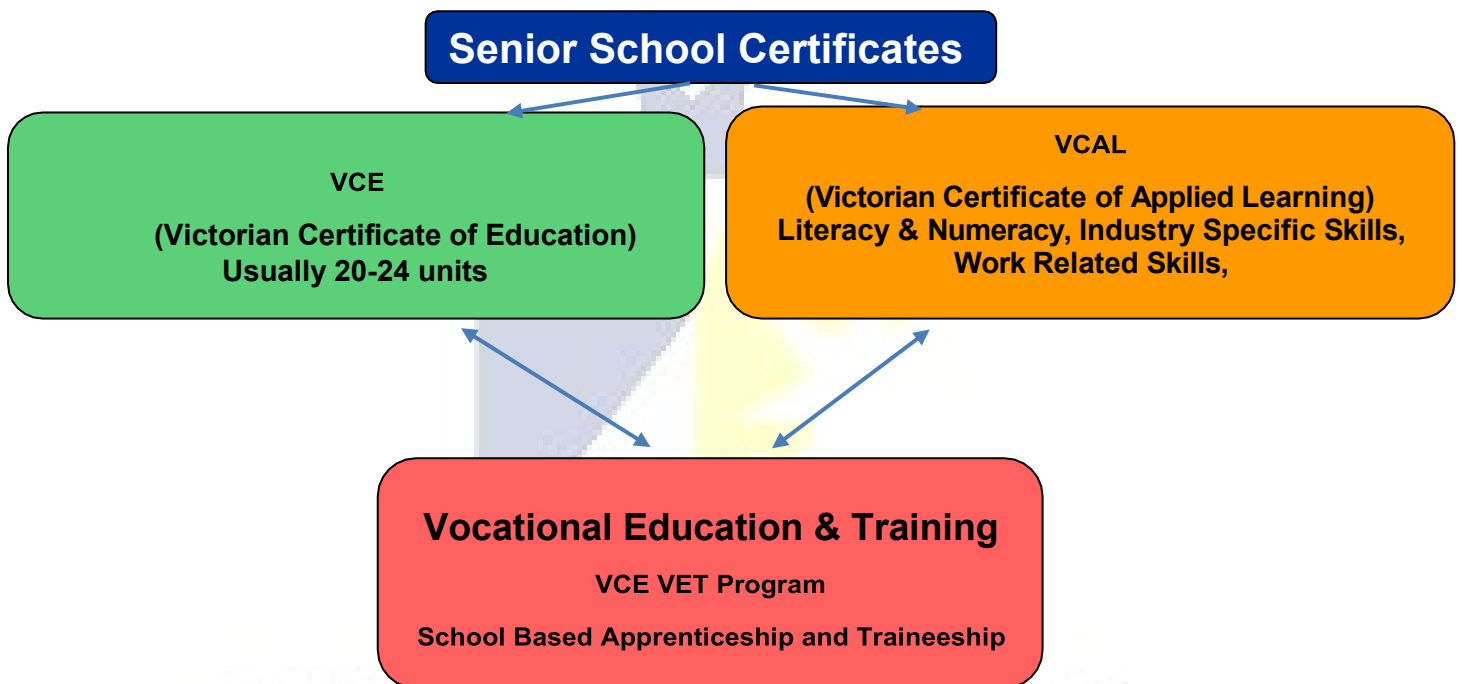 Senior School Certificates
VCE
(Victorian Certificate of Education)
Usually 20-24 units
VCAL
(Victorian Certificate of Applied Learning)
Literacy & Numeracy, Industry Specific Skills,
Work Related Skills,
Vocational Education & Training
VCE VET Program
School Based Apprenticeship and Traineeship